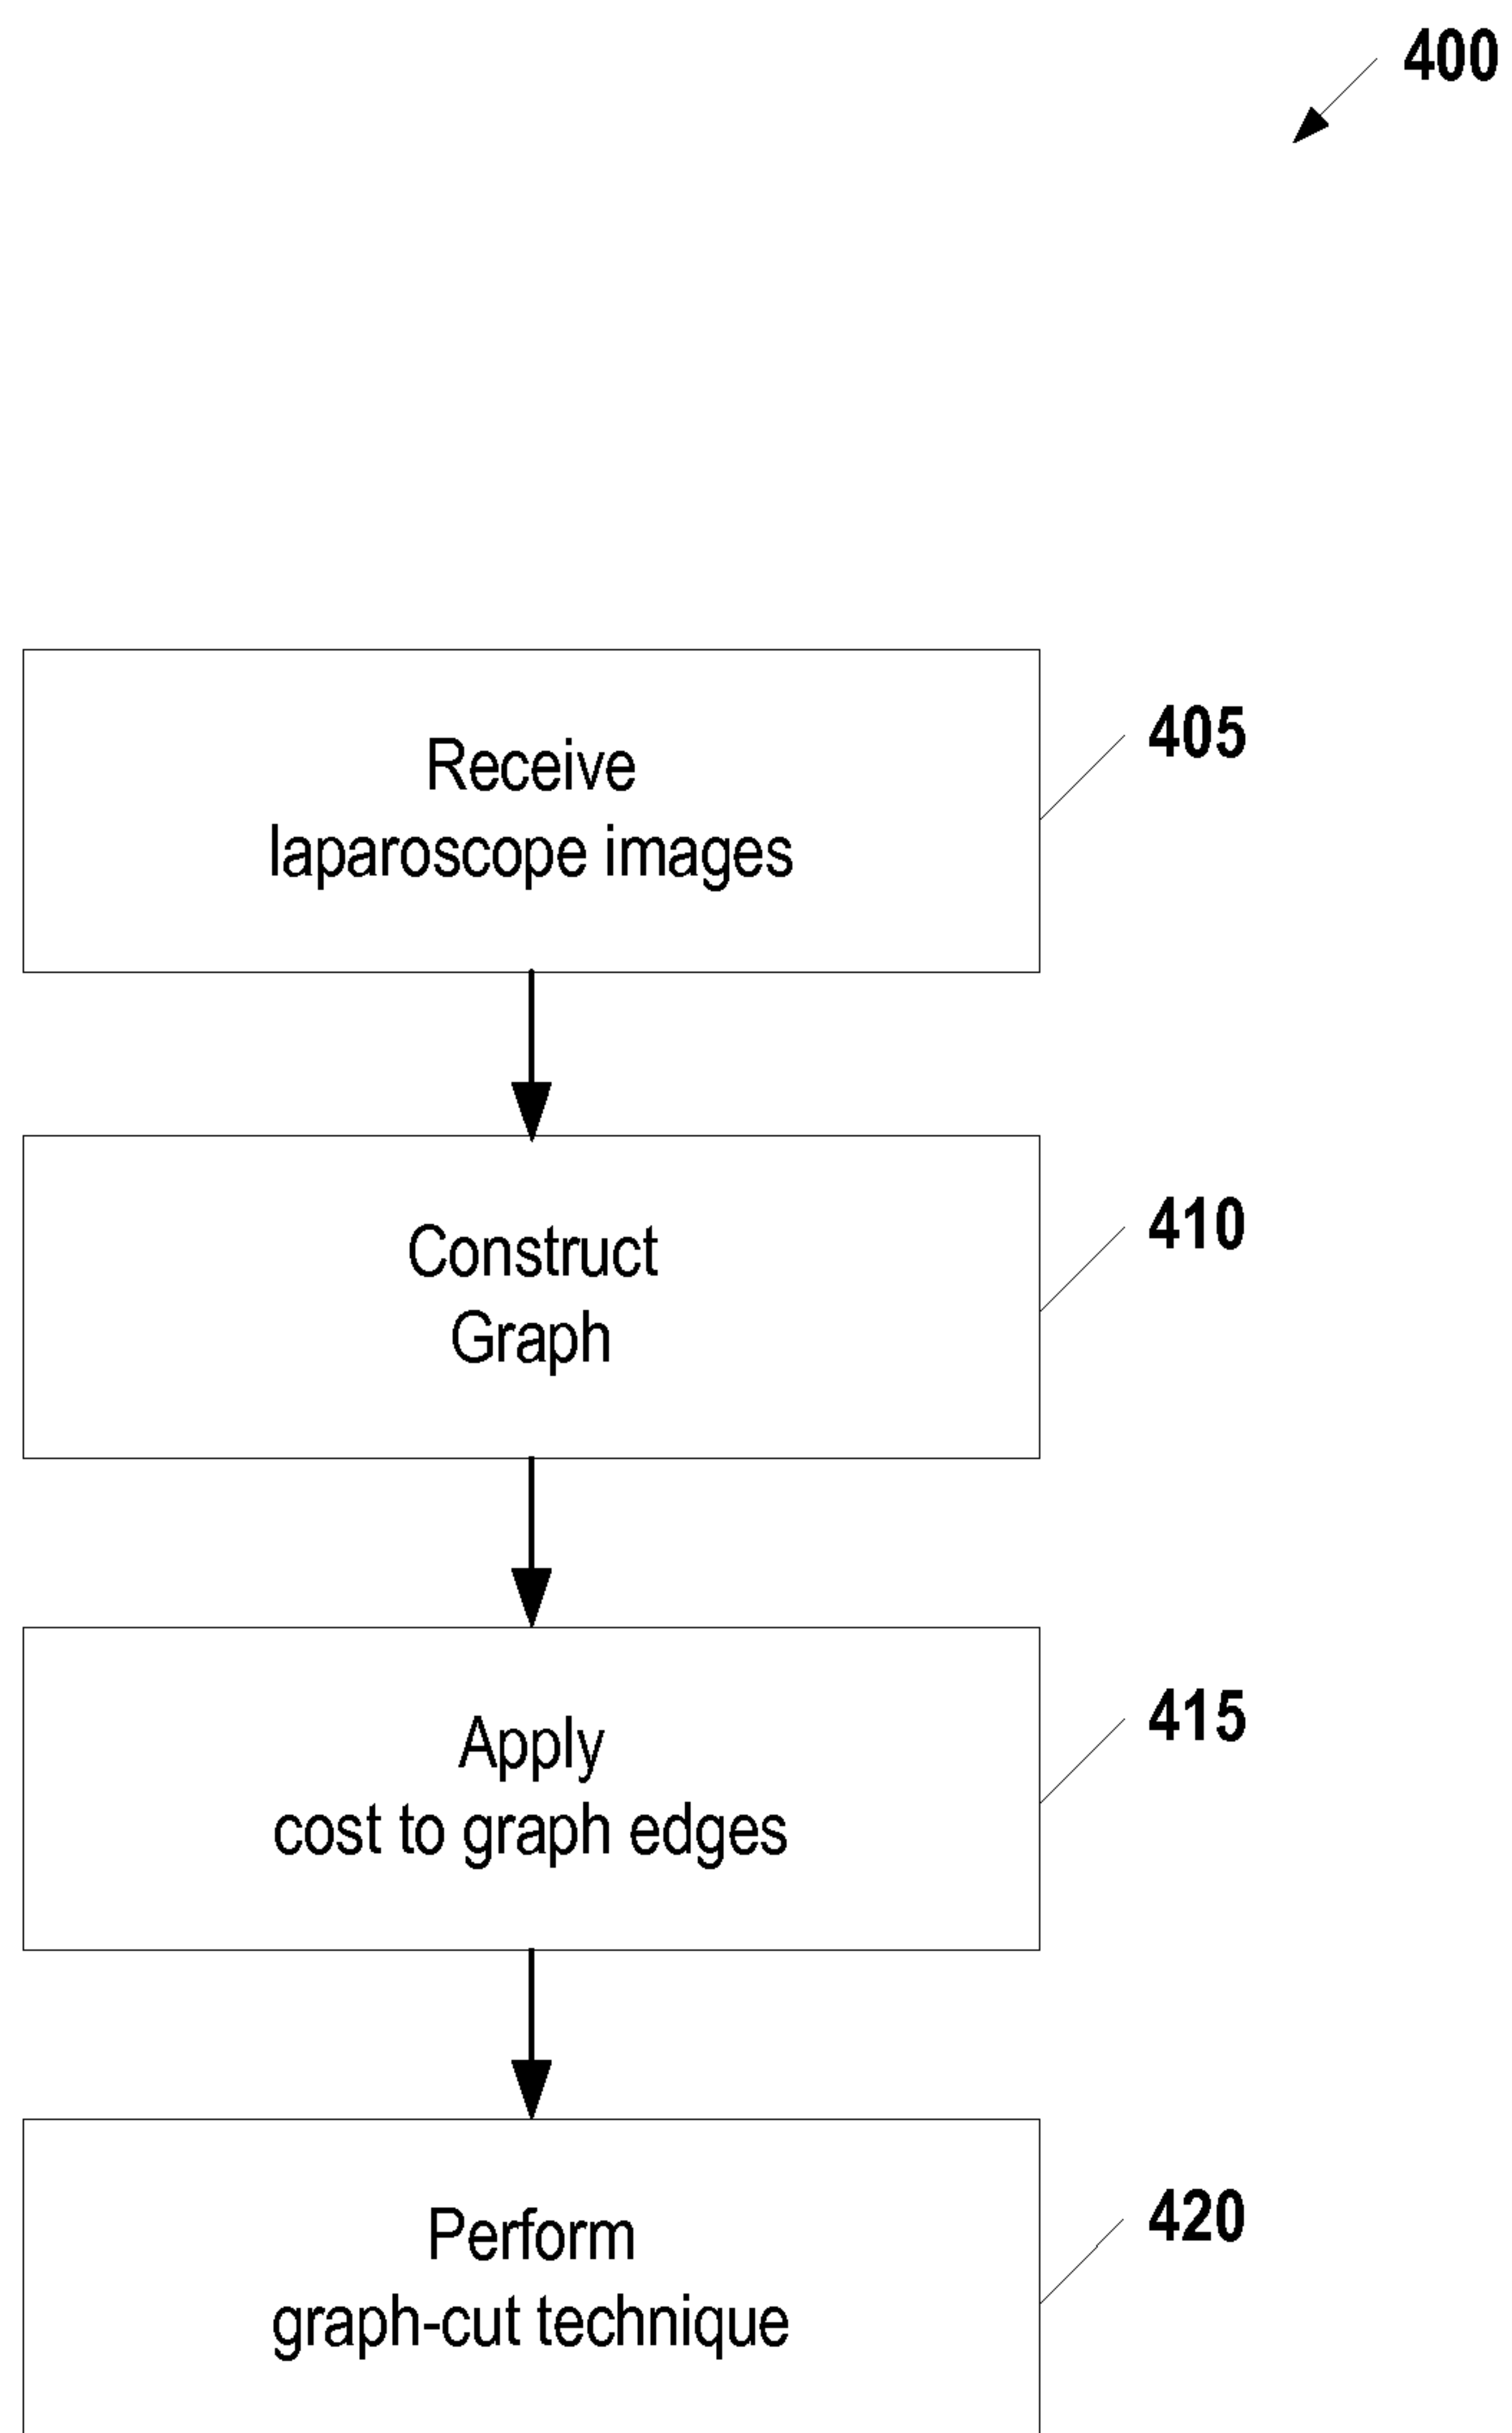 400
Receive
laparoscope images
405
Construct
Graph
410
Apply
cost to graph edges
415
Perform
graph-cut technique
420